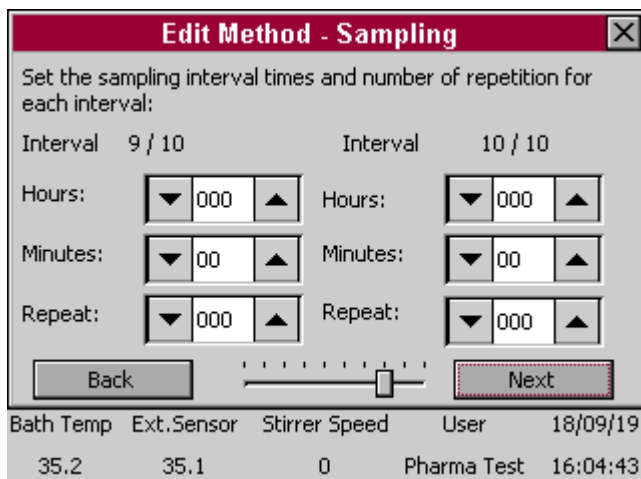 Edit Method - Sampling
Set the sampling interval times and number of repetition for
each interval:
Interval 9 / 10 Interval 10 / 10
Hours: 000 Hours: 000
Minutes: 00 Minutes: 00
Repeat: 000 Repeat: 000
Back Next
Bath Temp Ext.Sensor Stirrer Speed User 18/09/19
35.2 35.1 0 Pharma Test 16:04:43